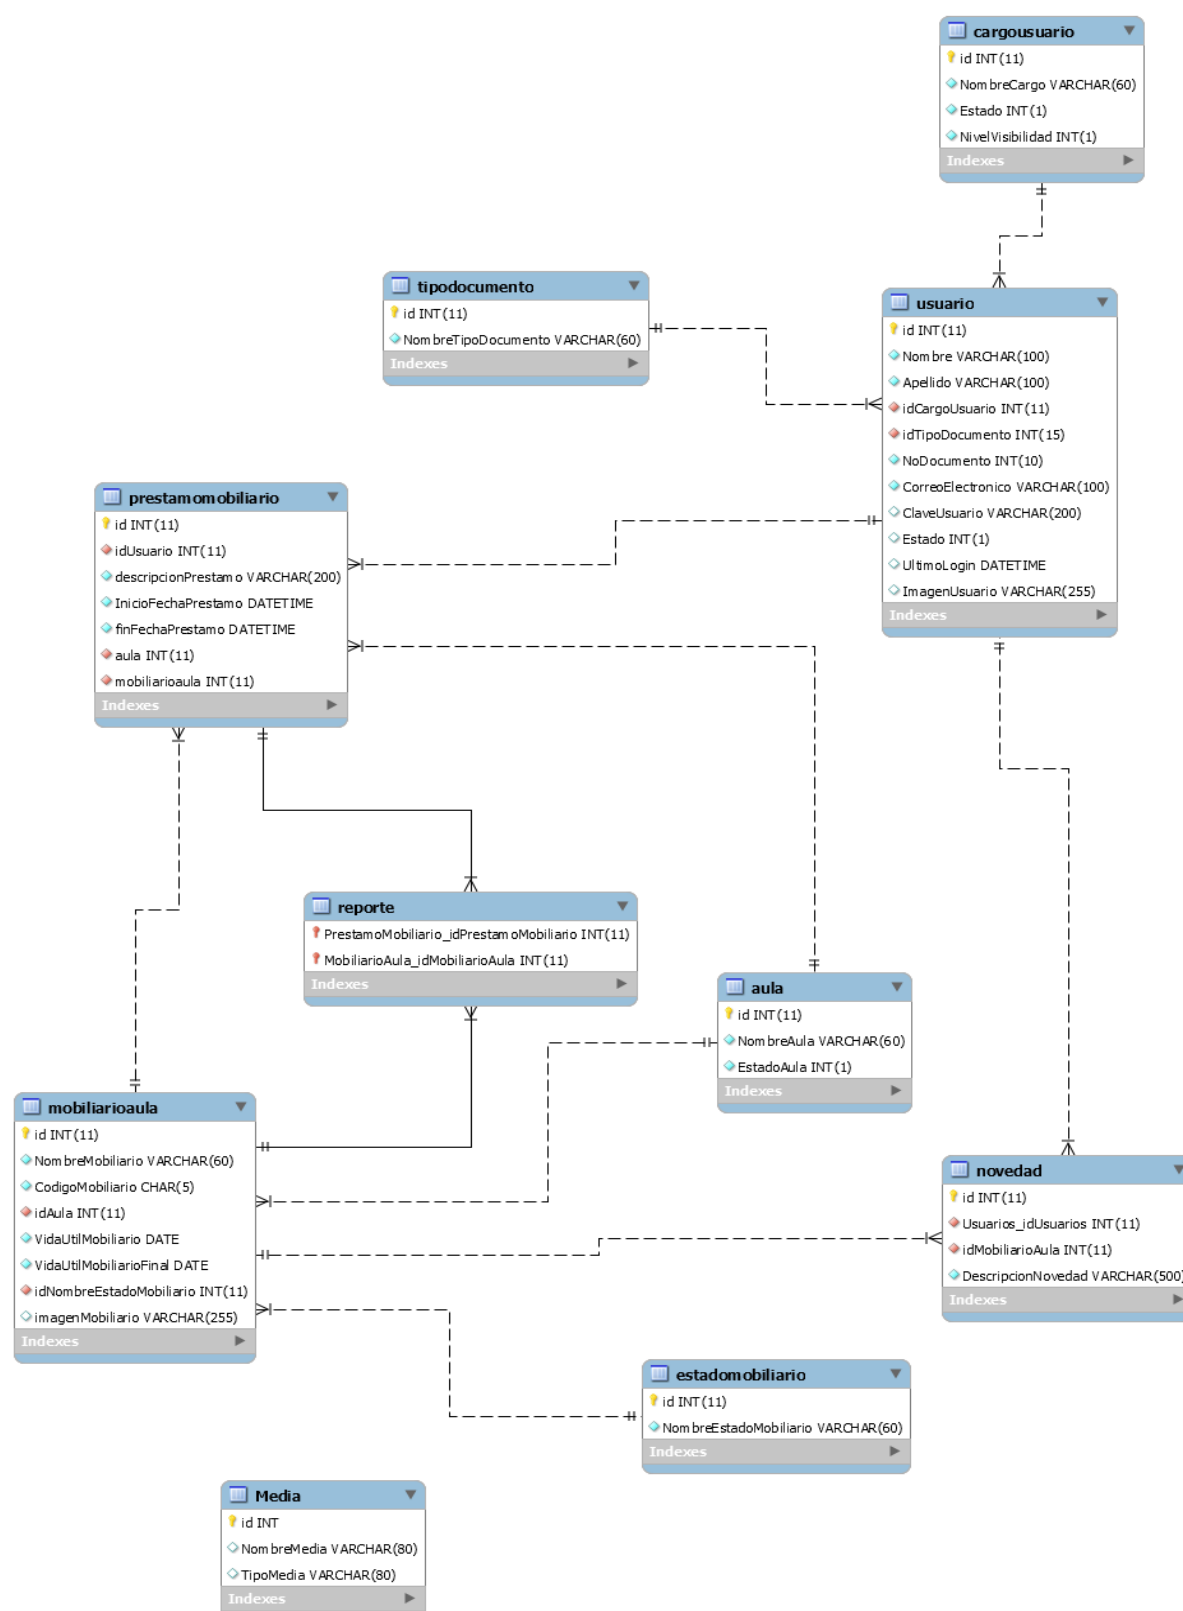 cargousuario
id INT(11)
NombreCargo VARCHAR(60)
Estado INT(1)
NivelVisibilidad INT(1)
Indexes
tipodocumento
id INT(11)
NombreTipoDocumento VARCHAR(60)
Indexes
usuario
id INT(11)
Nombre VARCHAR(100)
Apellido VARCHAR(100)
idCargoUsuario INT(11)
idTipoDocumento INT(15)
NoDocumento INT(10)
CorreoElectronico VARCHAR(100)
ClaveUsuario VARCHAR(200)
Estado INT(1)
UltimoLogin DATETIME
ImagenUsuario VARCHAR(255)
Indexes
prestamomobiliario
id INT(11)
idUsuario INT(11)
descripcionPrestamo VARCHAR(200)
InicioFechaPrestamo DATETIME
finFechaPrestamo DATETIME
aula INT(11)
mobiliarioaula INT(11)
Indexes
reporte
PrestamoMobiliario_idPrestamoMobiliario INT(11)
MobiliarioAula_idMobiliarioAula INT(11)
Indexes
aula
id INT(11)
NombreAula VARCHAR(60)
EstadoAula INT(1)
Indexes
mobiliarioaula
id INT(11)
NombreMobiliario VARCHAR(60)
CodigoMobiliario CHAR(5)
idAula INT(11)
VidaUtilMobiliario DATE
VidaUtilMobiliarioFinal DATE
idNombreEstadoMobiliario INT(11)
imagenMobiliario VARCHAR(255)
Indexes
novedad
id INT(11)
Usuarios_idUsuarios INT(11)
idMobiliarioAula INT(11)
DescripcionNovedad VARCHAR(500)
Indexes
estadomobiliario
id INT(11)
NombreEstadoMobiliario VARCHAR(60)
Indexes
Media
id INT
NombreMedia VARCHAR(80)
TipoMedia VARCHAR(80)
Indexes